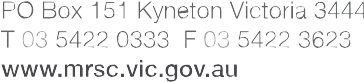 PO Box 151 Kyneton Victoria 3444
T 03 5422 0333 F 03 5422 3623
www.mrsc.vic.gov.au